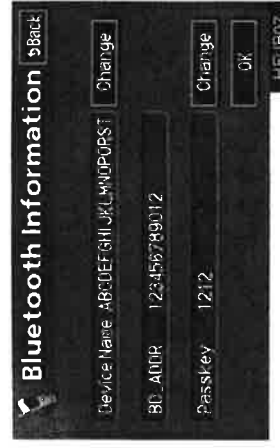 Bluetooth Information
Back
Device Name ABCDEFGHIJKLMNOPQRST
Change
BD_ADDR 123456789012
Passkey 1212
Change
OK